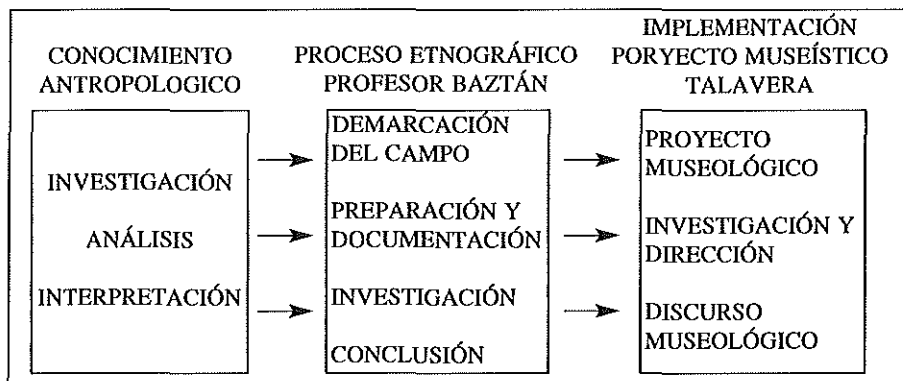 CONOCIMIENTO
ANTROPOLOGICO
INVESTIGACIÓN
ANÁLISIS
INTERPRETACIÓN
PROCESO ETNOGRÁFICO
PROFESOR BAZTÁN
DEMARCACIÓN
DEL CAMPO
PREPARACIÓN Y
DOCUMENTACIÓN
INVESTIGACIÓN
CONCLUSIÓN
IMPLEMENTACIÓN
PORYECTO MUSEÍSTICO
TALAVERA
PROYECTO
MUSEOLÓGICO
INVESTIGACIÓN Y
DIRECCIÓN
DISCURSO
MUSEOLÓGICO